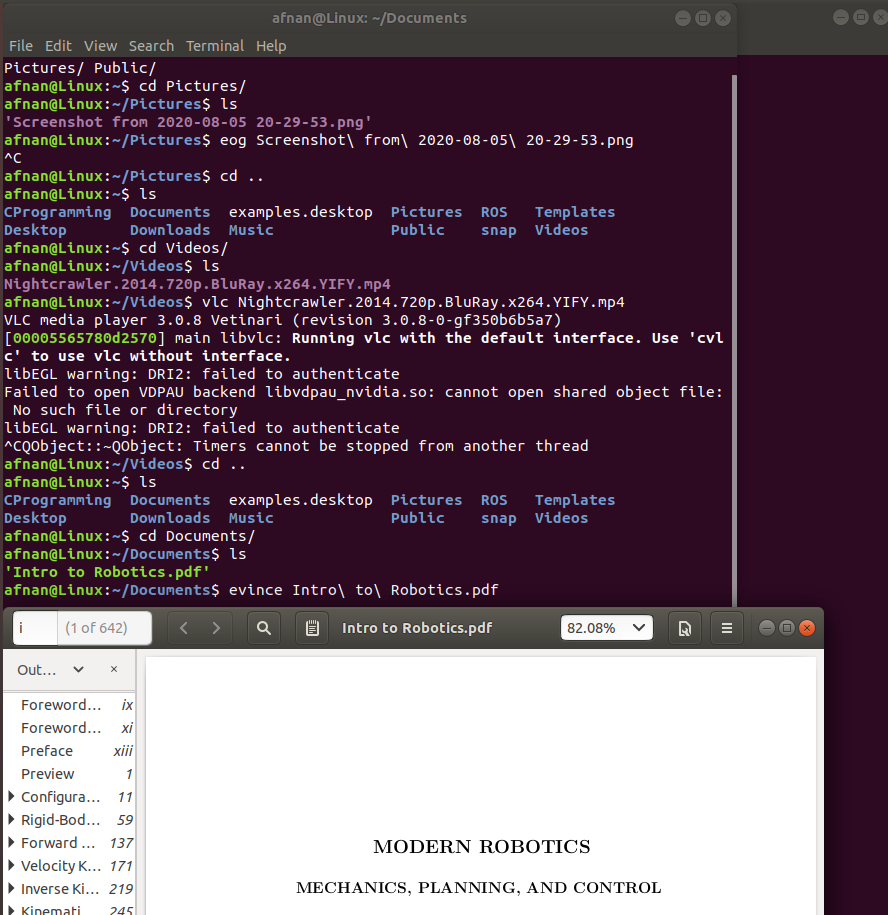 afnan@Linux: ~/Documents
File Edit View Search Terminal Help
Pictures/ Public/
afnan@Linux:~$ cd Pictures/
afnan@Linux:~/Pictures$ ls
'Screenshot from 2020-08-05 20-29-53.png'
afnan@Linux:~/Pictures$ eog Screenshot\ from\ 2020-08-05\ 20-29-53.png
^C
afnan@Linux:~/Pictures$ cd ..
afnan@Linux:~$ ls
CProgramming Documents examples.desktop Pictures ROS Templates
Desktop Downloads Music Public snap Videos
afnan@Linux:~$ cd Videos/
afnan@Linux:~/Videos$ ls
Nightcrawler.2014.720p.BluRay.x264.YIFY.mp4
afnan@Linux:~/Videos$ vlc Nightcrawler.2014.720p.BluRay.x264.YIFY.mp4
VLC media player 3.0.8 Vetinari (revision 3.0.8-0-gf350b6b5a7)
[00005565780d2570] main libvlc: Running vlc with the default interface. Use 'cvl
c' to use vlc without interface.
libEGL warning: DRI2: failed to authenticate
Failed to open VDPAU backend libvdpau_nvidia.so: cannot open shared object file:
No such file or directory
libEGL warning: DRI2: failed to authenticate
^CQObject::~QObject: Timers cannot be stopped from another thread
afnan@Linux:~/Videos$ cd ..
afnan@Linux:~$ ls
CProgramming Documents examples.desktop Pictures ROS Templates
Desktop Downloads Music Public snap Videos
afnan@Linux:~$ cd Documents/
afnan@Linux:~/Documents$ ls
'Intro to Robotics.pdf'
afnan@Linux:~/Documents$ evince Intro\ to\ Robotics.pdf
i (1 of 642) Intro to Robotics.pdf 82.08%
Out...
Foreword... ix
Foreword... xi
Preface xiii
Preview 1
Configura... 11
Rigid-Bod... 59
Forward ... 137
Velocity K... 171
Inverse Ki... 219
Kinemati... 245
MODERN ROBOTICS
MECHANICS, PLANNING, AND CONTROL